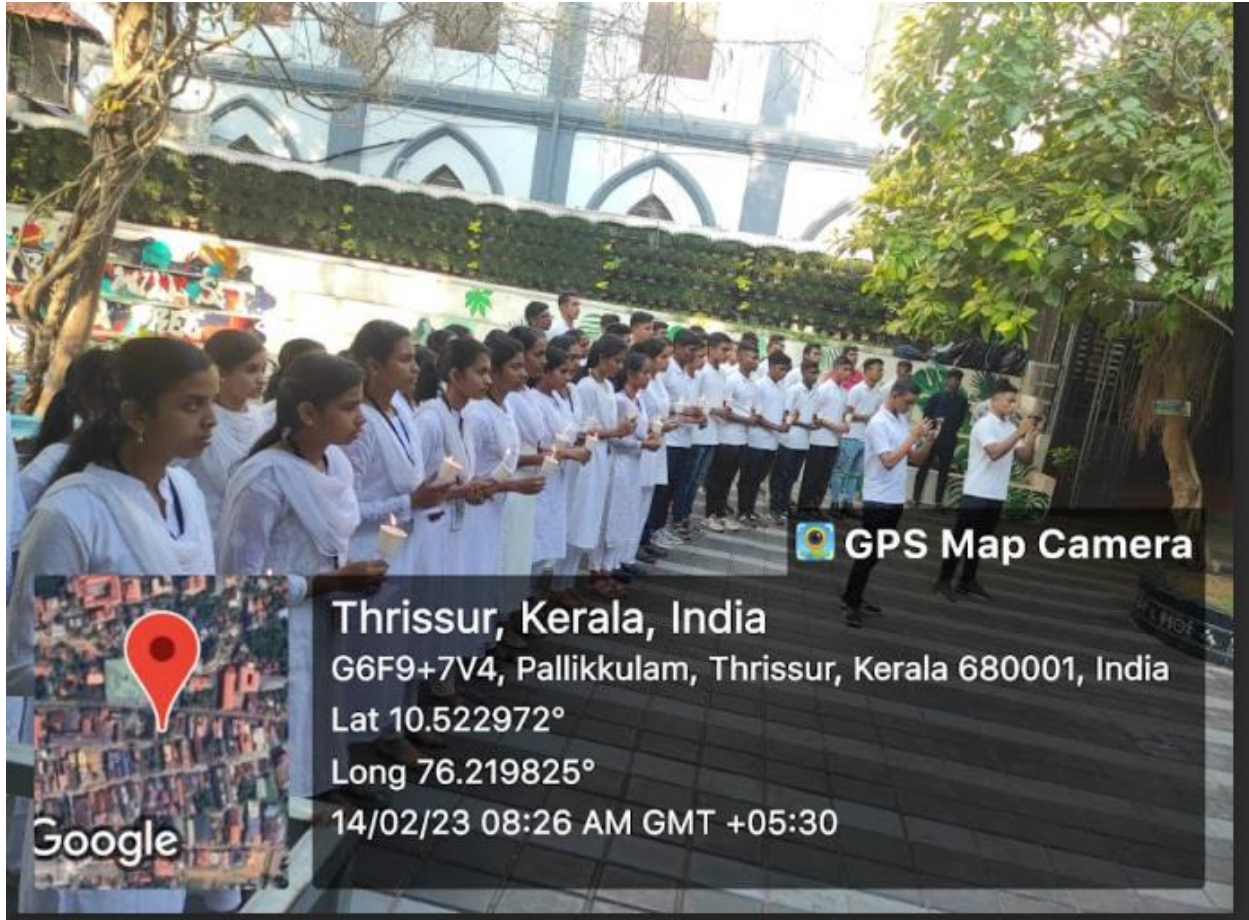 GPS Map Camera
Thrissur, Kerala, India
G6F9+7V4, Pallikkulam, Thrissur, Kerala 680001, India
Lat 10.522972°
Long 76.219825°
14/02/23 08:26 AM GMT +05:30
Google